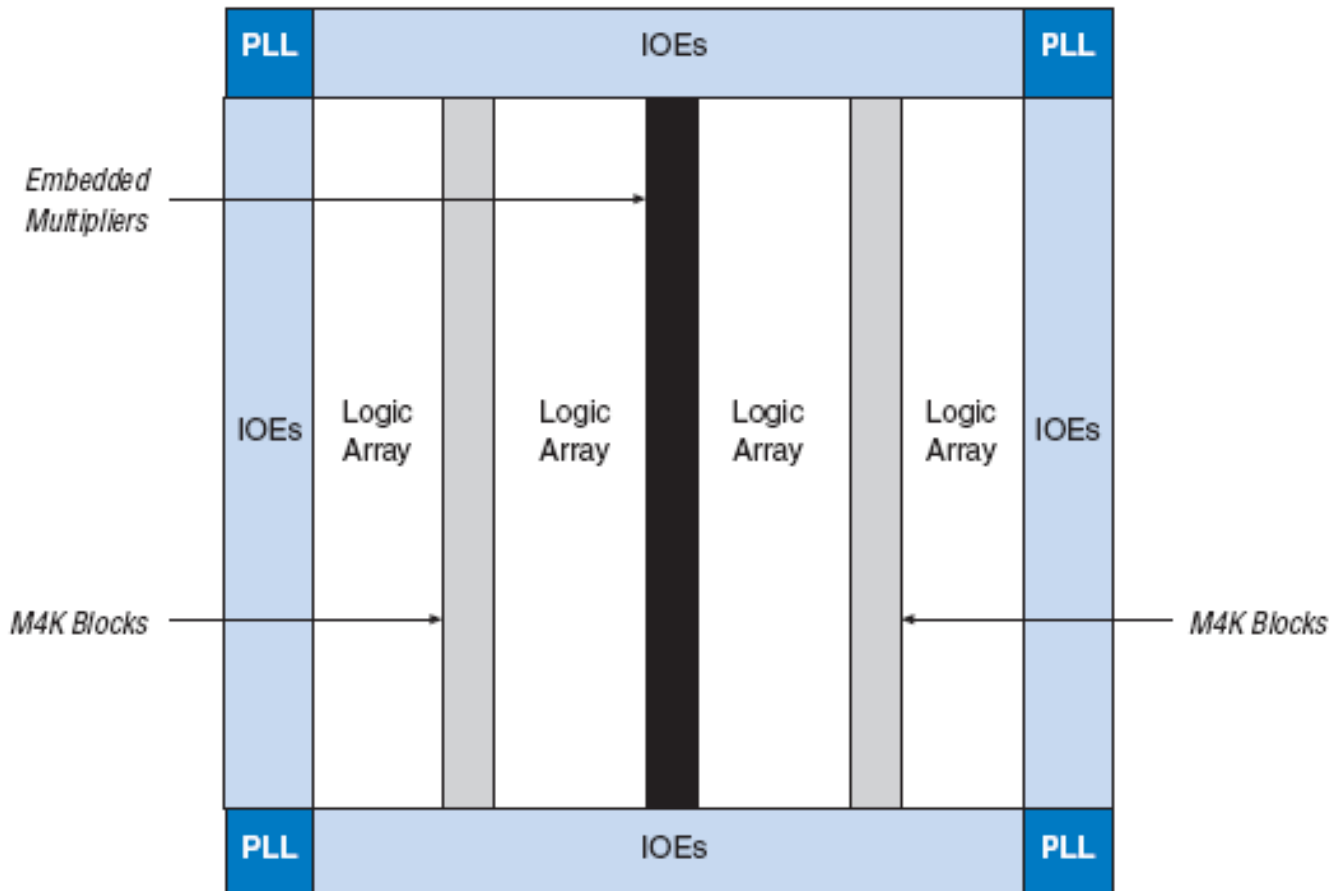 PLL
IOEs
PLL
Embedded
Multipliers
IOEs
Logic
Array
Logic
Array
Logic
Array
Logic
Array
IOEs
M4K Blocks
M4K Blocks
PLL
IOEs
PLL